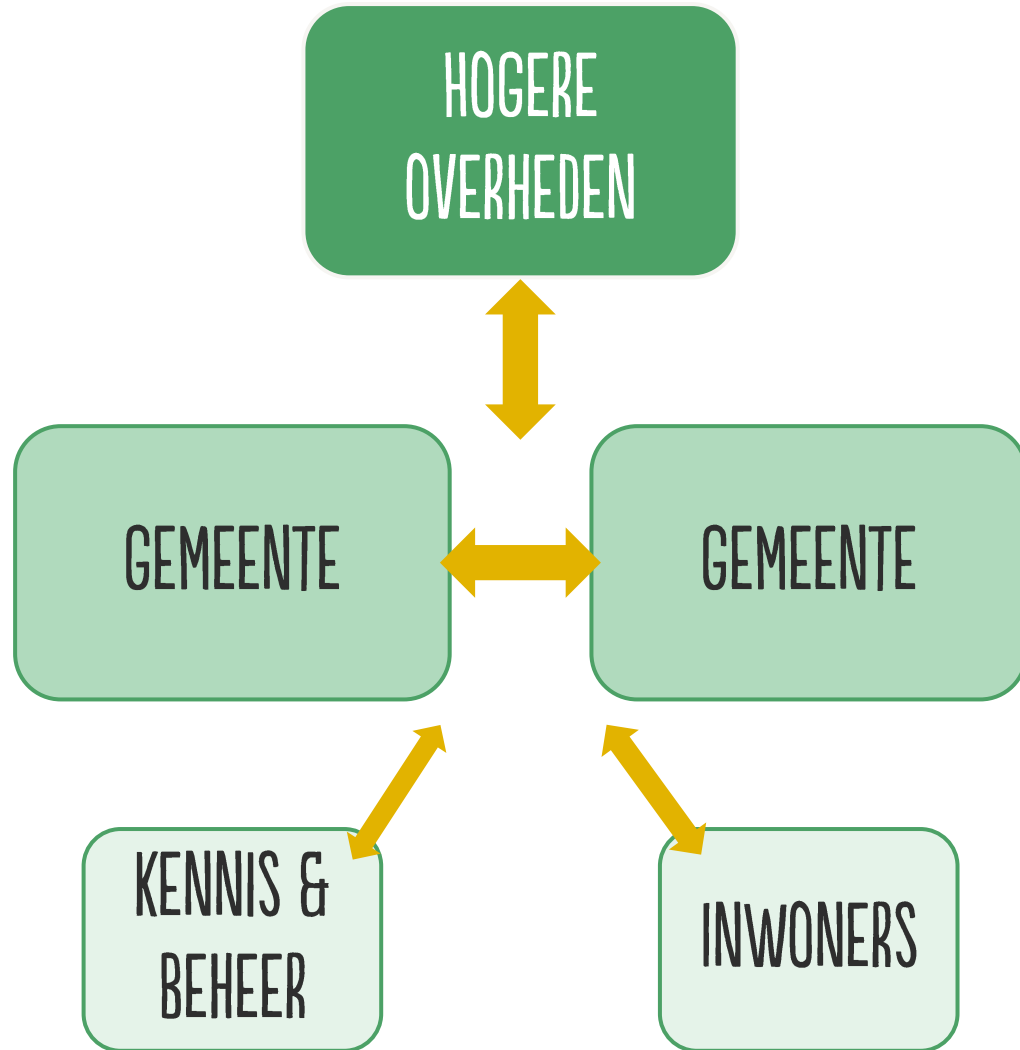 HOGERE
OVERHEDEN
GEMEENTE
GEMEENTE
KENNIS &
BEHEER
INWONERS